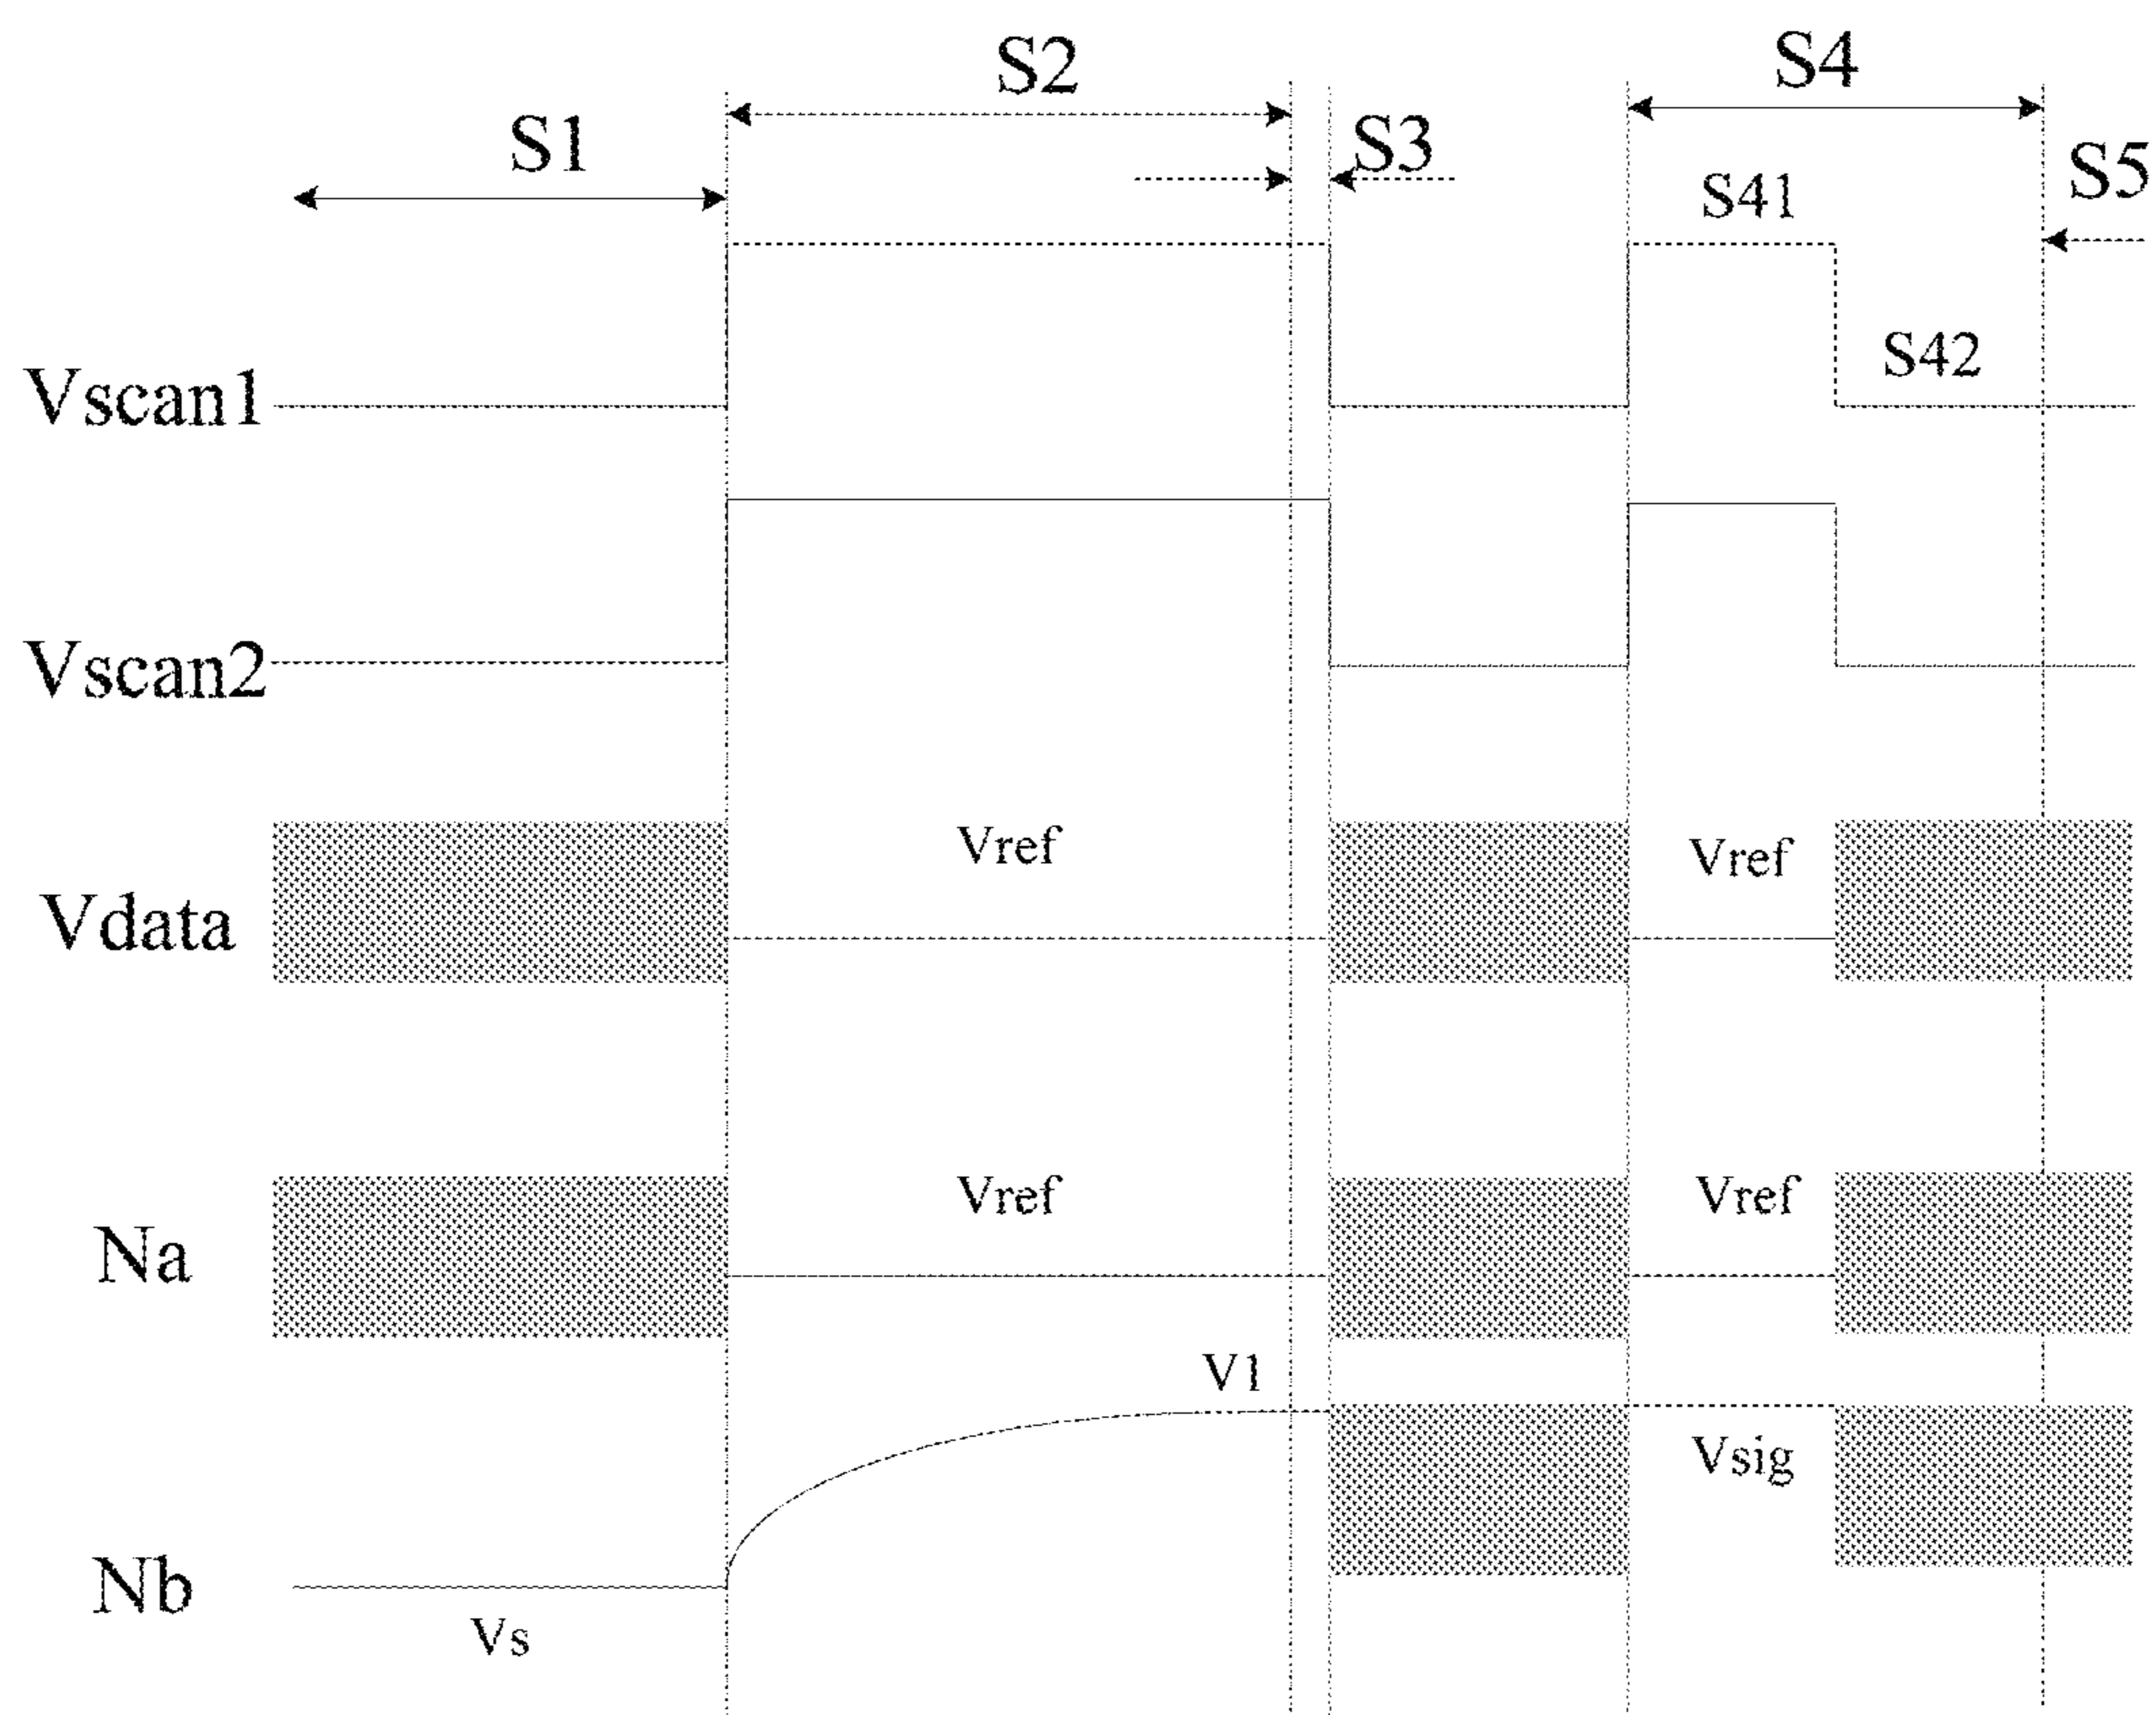 S2
S4
S1
S3
S5
S41
S42
Vscan1
Vscan2
Vref
Vref
Vdata
Vref
Vref
Na
V1
Vsig
Nb
Vs